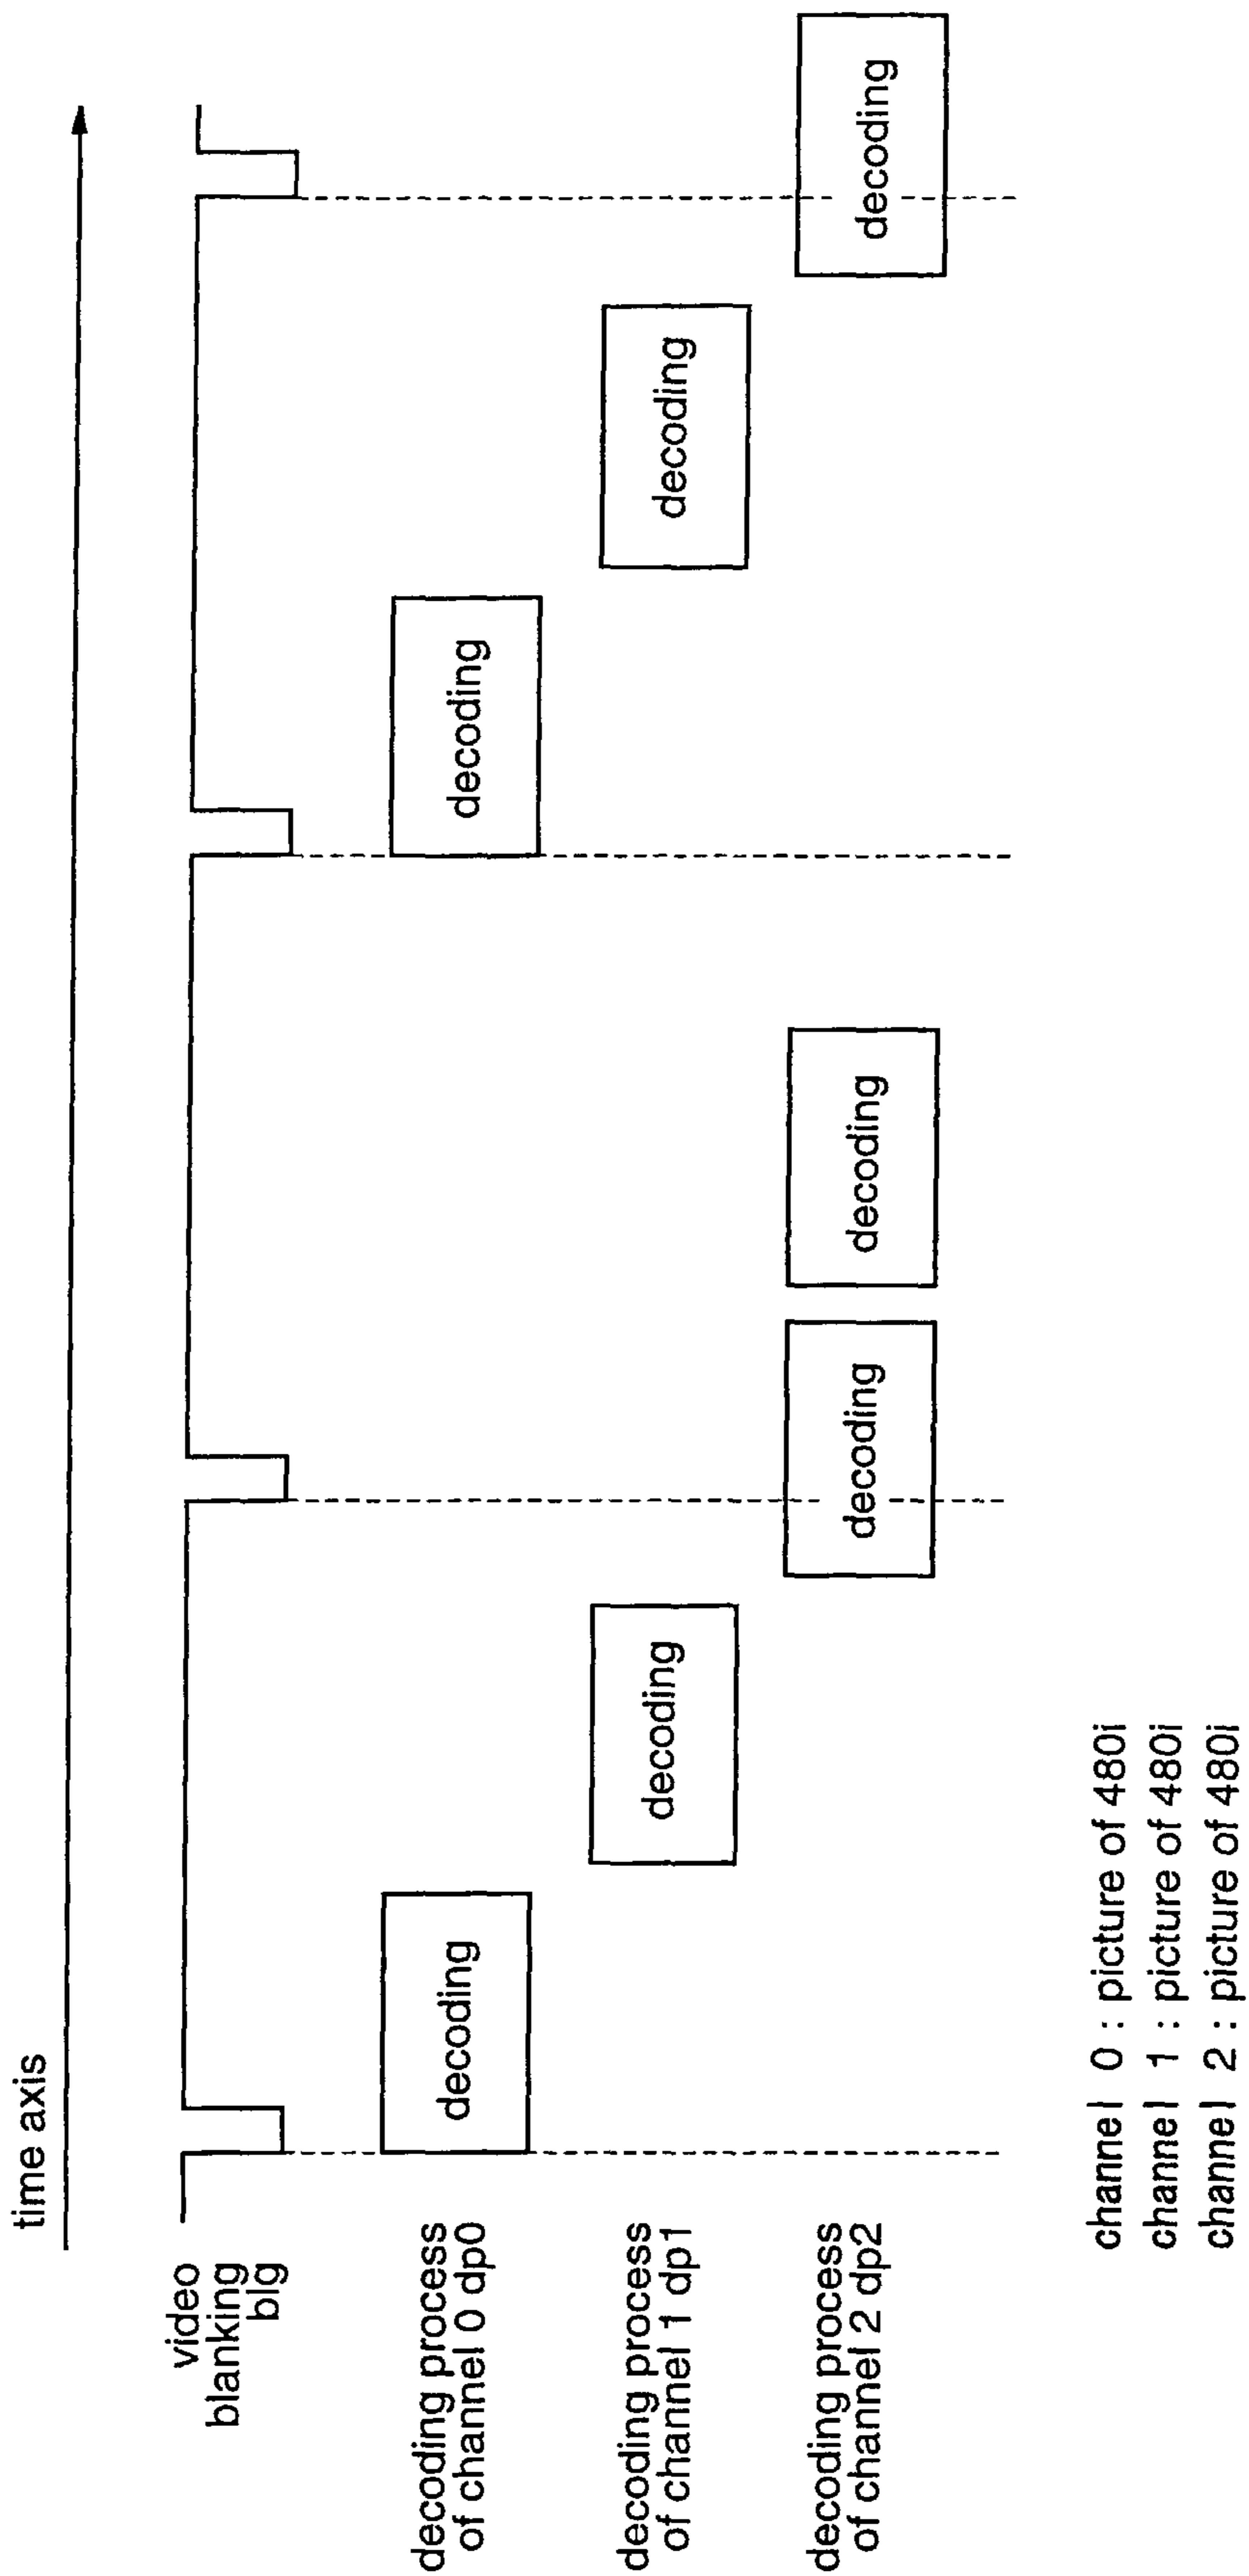 time axis
video
blanking
blg
decoding process
of channel 0 dp0
decoding
decoding
decoding process
of channel 1 dp1
decoding
decoding
decoding process
of channel 2 dp2
decoding
decoding
decoding
channel 0 : picture of 480i
channel 1 : picture of 480i
channel 2 : picture of 480i